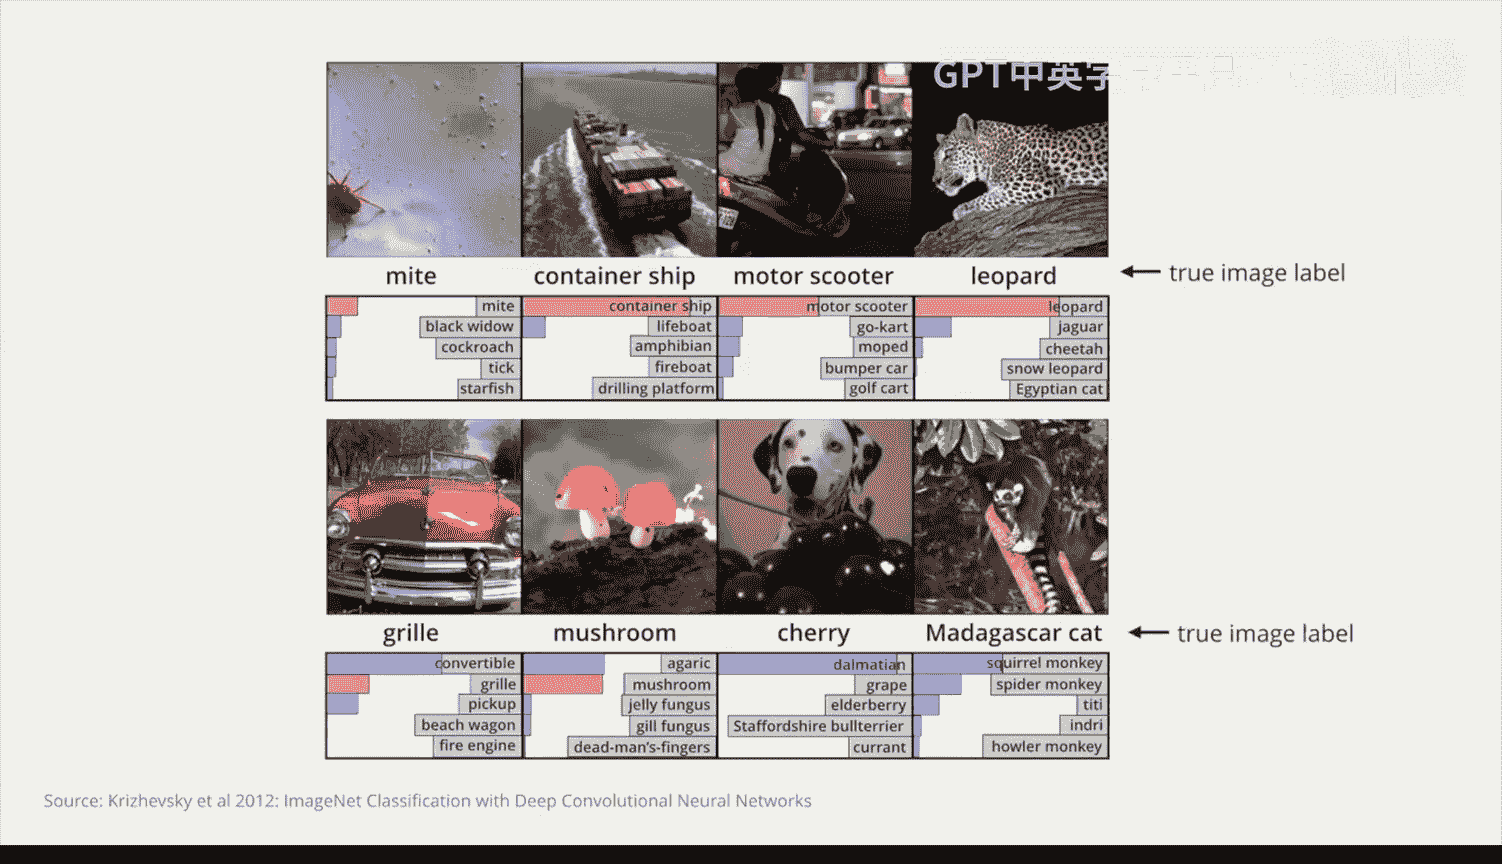 GPT中英字
mite
container ship
motor scooter
leopard
true image label
mite
black widow
cockroach
tick
starfish
container ship
lifeboat
amphibian
fireboat
drilling platform
motor scooter
go-kart
moped
bumper car
golf cart
leopard
jaguar
cheetah
snow leopard
Egyptian cat
grille
mushroom
cherry
Madagascar cat
true image label
convertible
grille
pickup
beach wagon
fire engine
agaric
mushroom
jelly fungus
gill fungus
dead-man's-fingers
dalmatian
grape
elderberry
Staffordshire bullterrier
currant
squirrel monkey
spider monkey
titi
indri
howler monkey
Source: Krizhevsky et al 2012: ImageNet Classification with Deep Convolutional Neural Networks